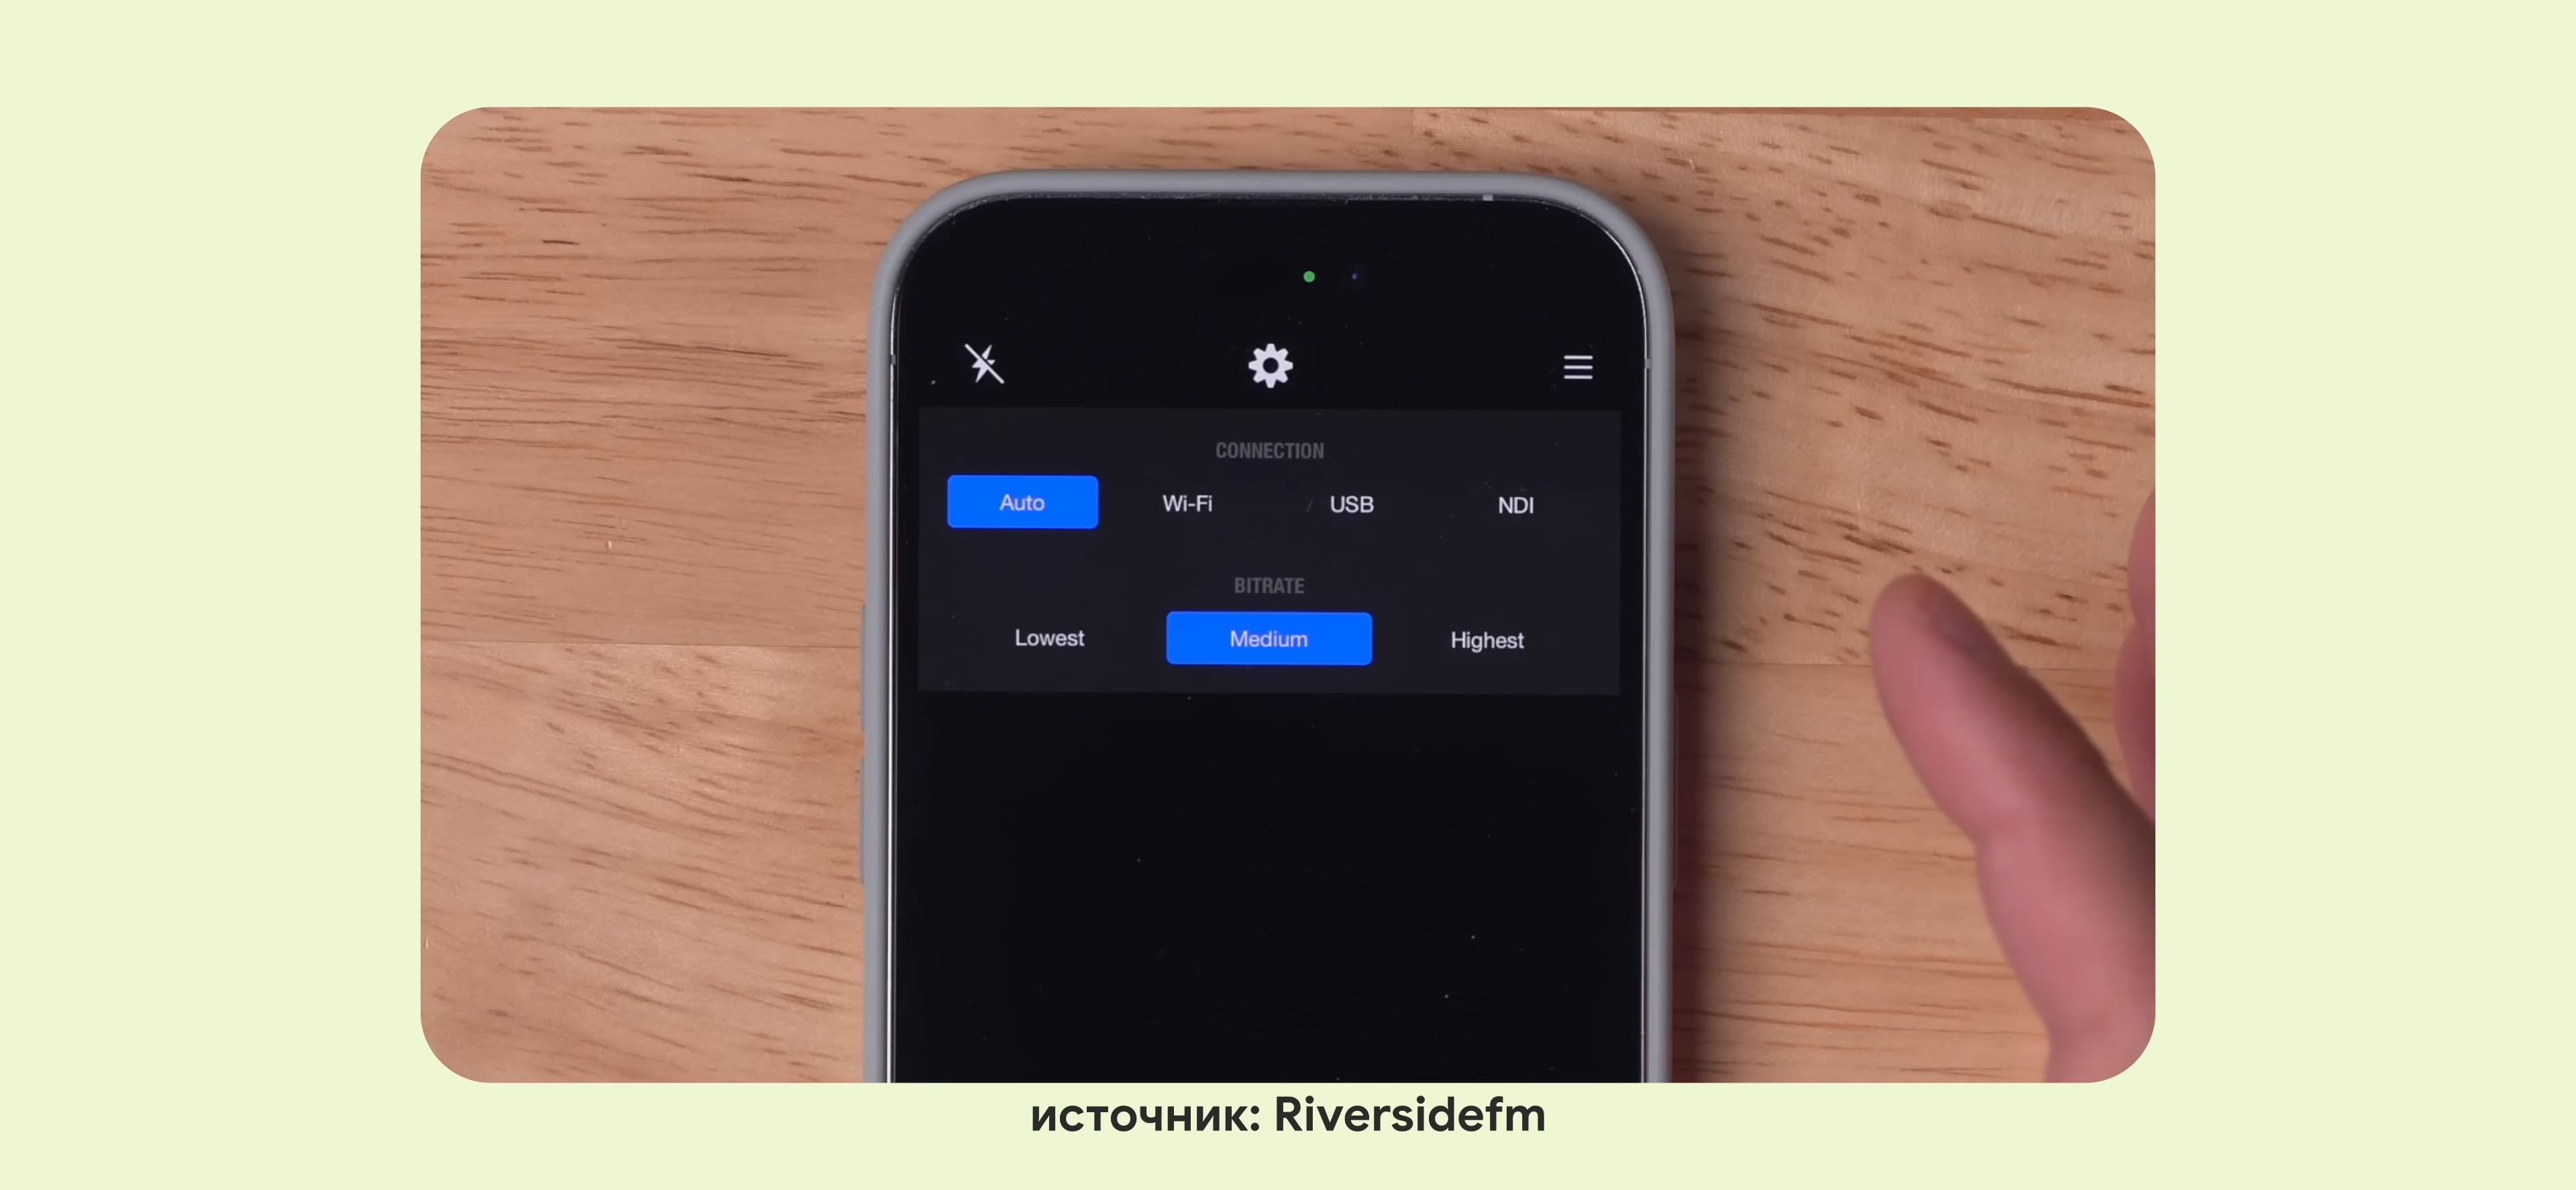 CONNECTION
Auto Wi-Fi USB NDI
BITRATE
Lowest Medium Highest
источник: Riversidefm